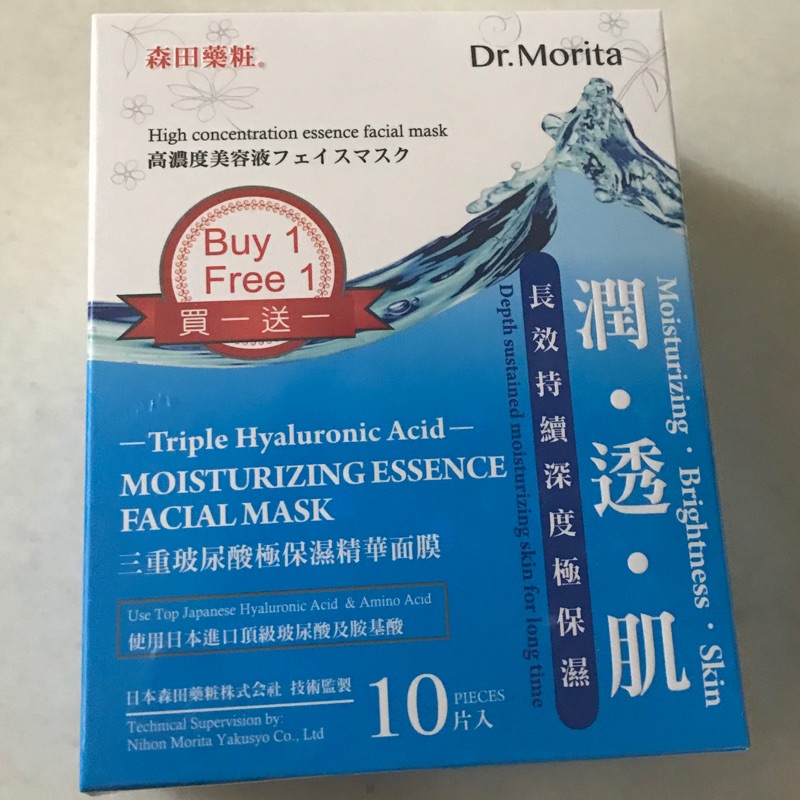 森田藥粧®
Dr.Morita
High concentration essence facial mask
高濃度美容液フェイスマスク
Buy 1
Free 1
買一送一
潤・透・肌
Moisturizing・Brightness・Skin
長效持續深度極保濕
Depth sustained moisturizing skin for long time
—Triple Hyaluronic Acid—
MOISTURIZING ESSENCE
FACIAL MASK
三重玻尿酸極保濕精華面膜
Use Top Japanese Hyaluronic Acid & Amino Acid
使用日本進口頂級玻尿酸及胺基酸
日本森田藥粧株式会社 技術監製
Technical Supervision by:
Nihon Morita Yakusyo Co., Ltd
10 PIECES
片入